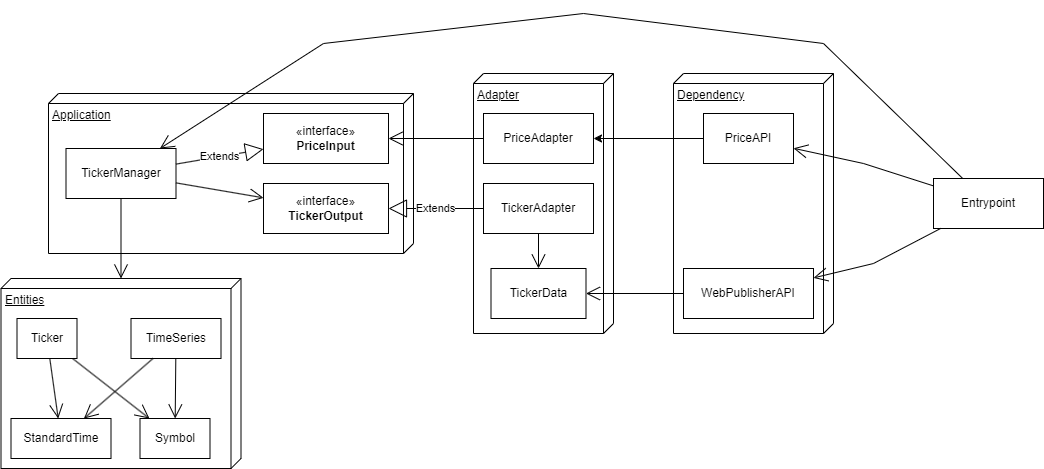 Application
«interface»
PriceInput
TickerManager
Extends
«interface»
TickerOutput
Adapter
PriceAdapter
TickerAdapter
Extends
TickerData
Dependency
PriceAPI
WebPublisherAPI
Entrypoint
Entities
Ticker
TimeSeries
StandardTime
Symbol